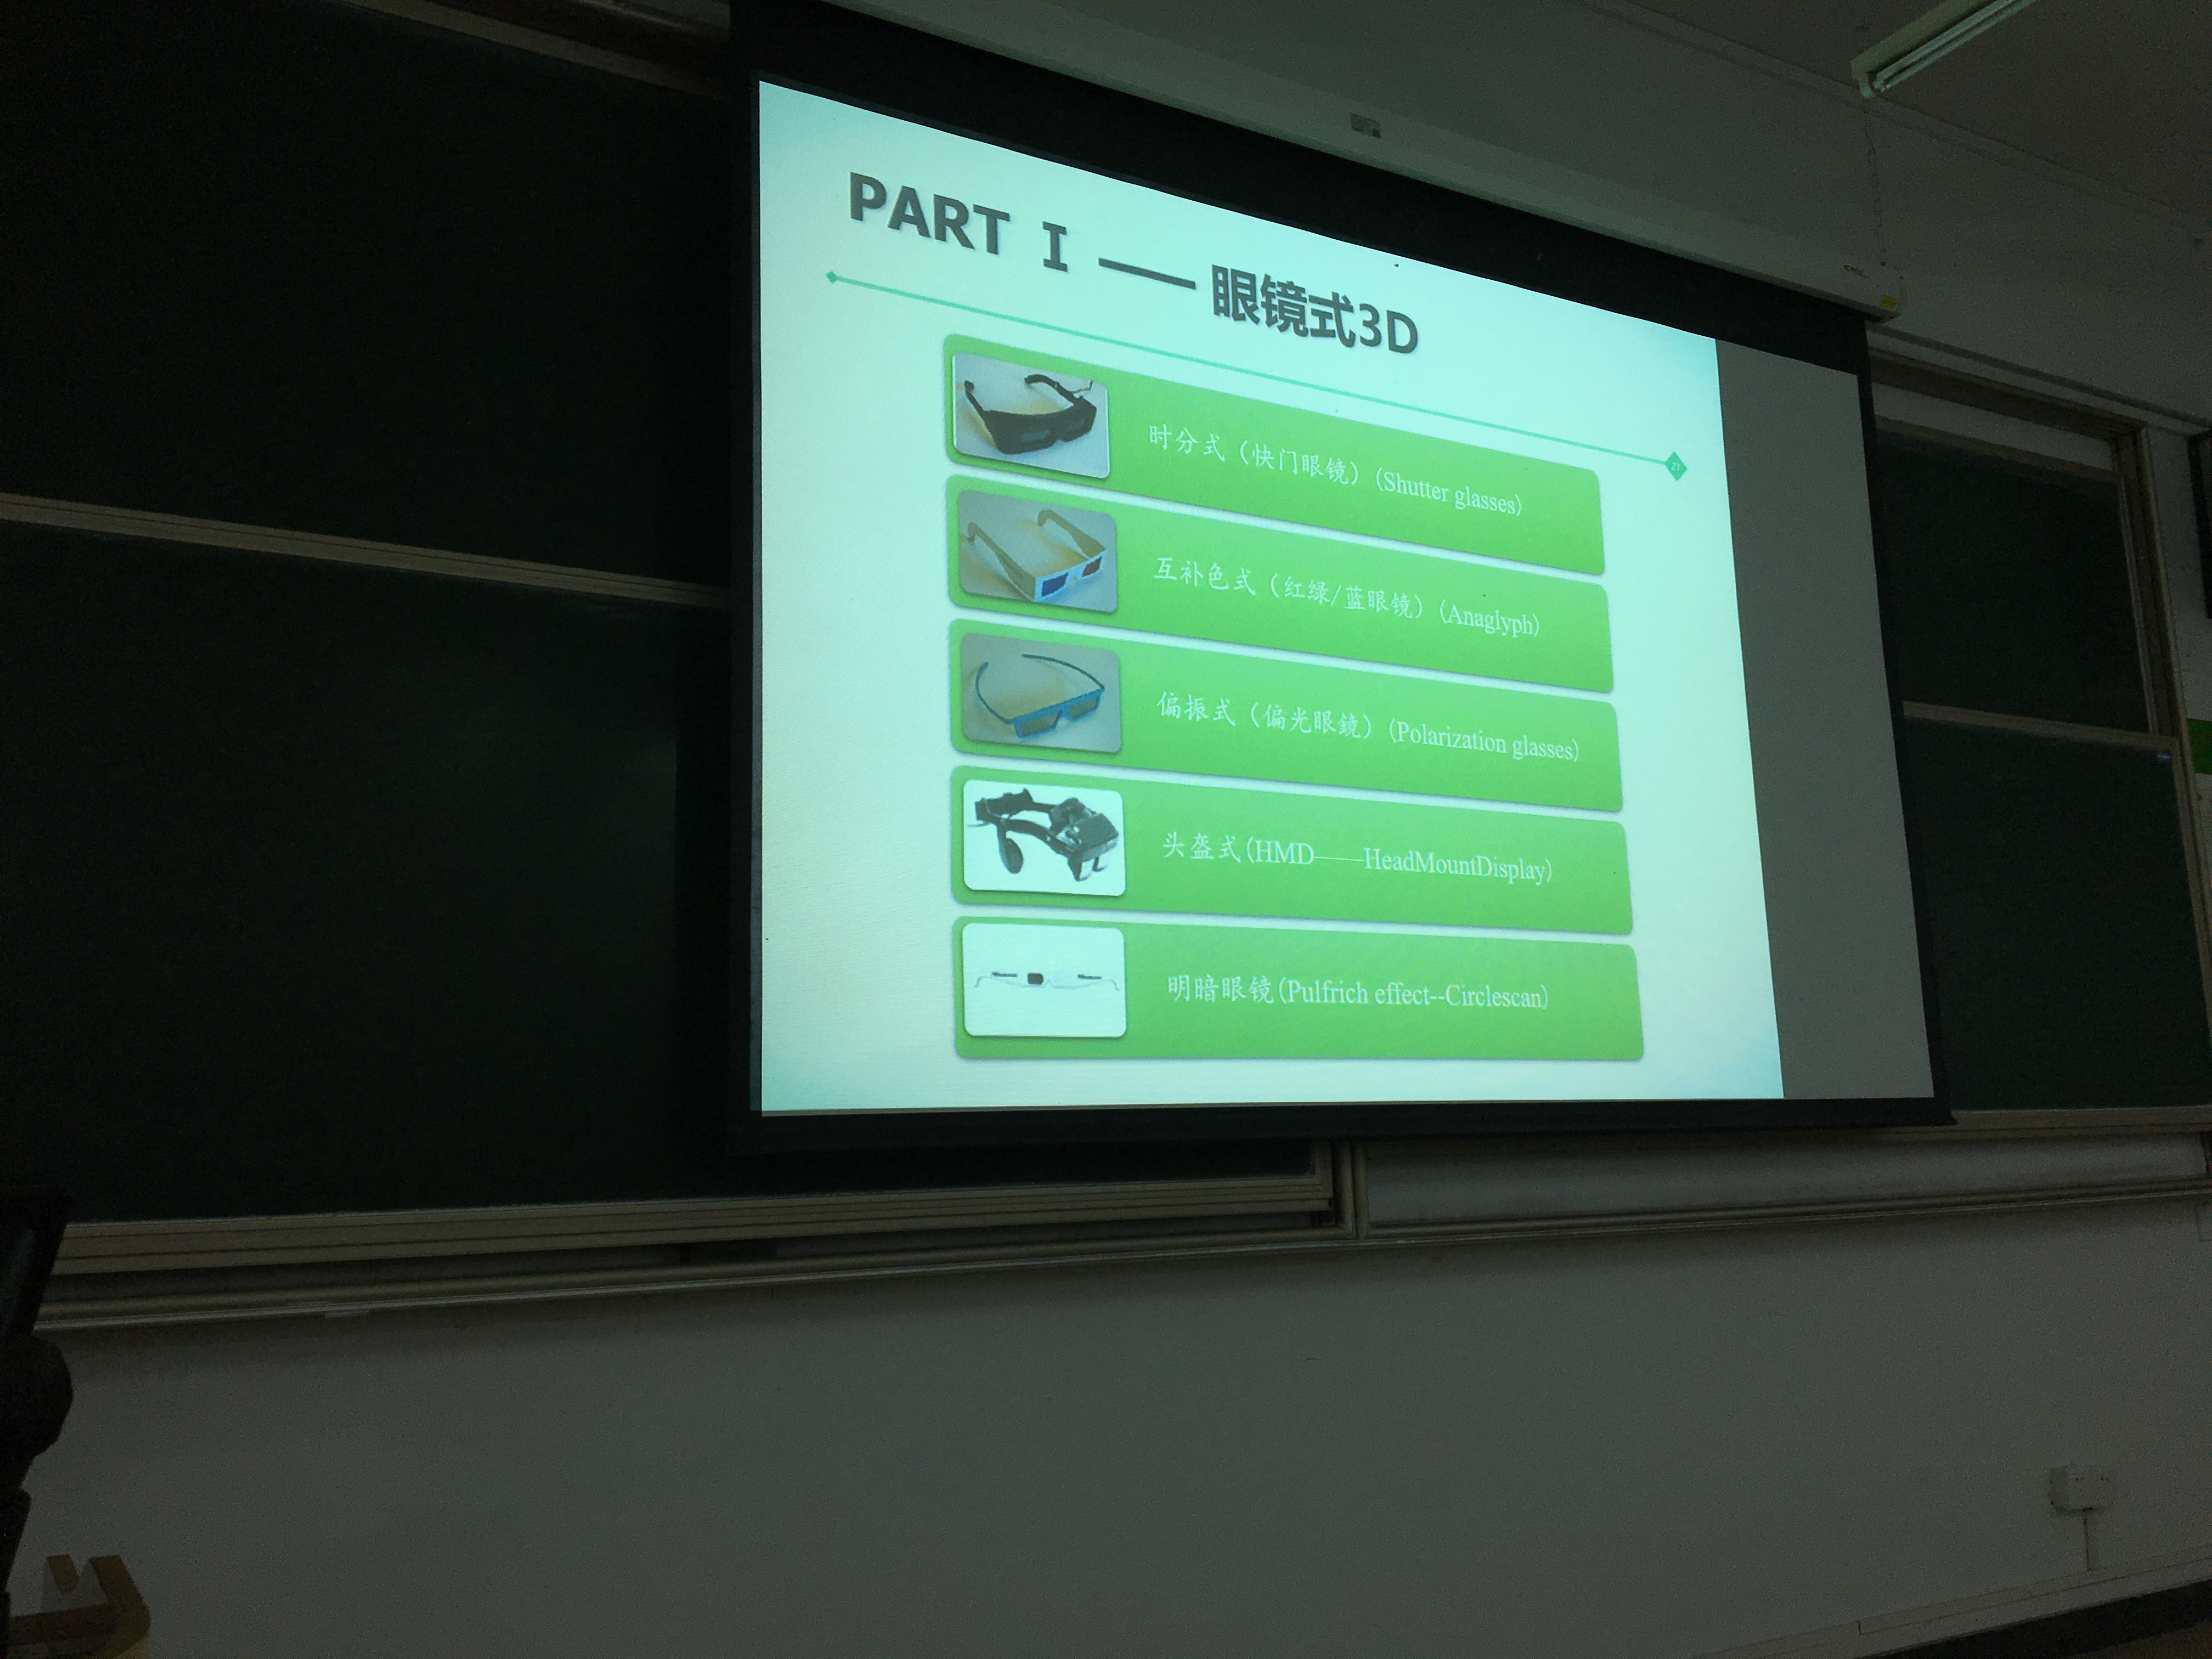 PART I —— 眼镜式3D
21
时分式（快门眼镜）(Shutter glasses)
互补色式（红绿/蓝眼镜）(Anaglyph)
偏振式（偏光眼鏡）(Polarization glasses)
头盔式(HMD——HeadMountDisplay)
明暗眼镜(Pulfrich effect--Circlescan)